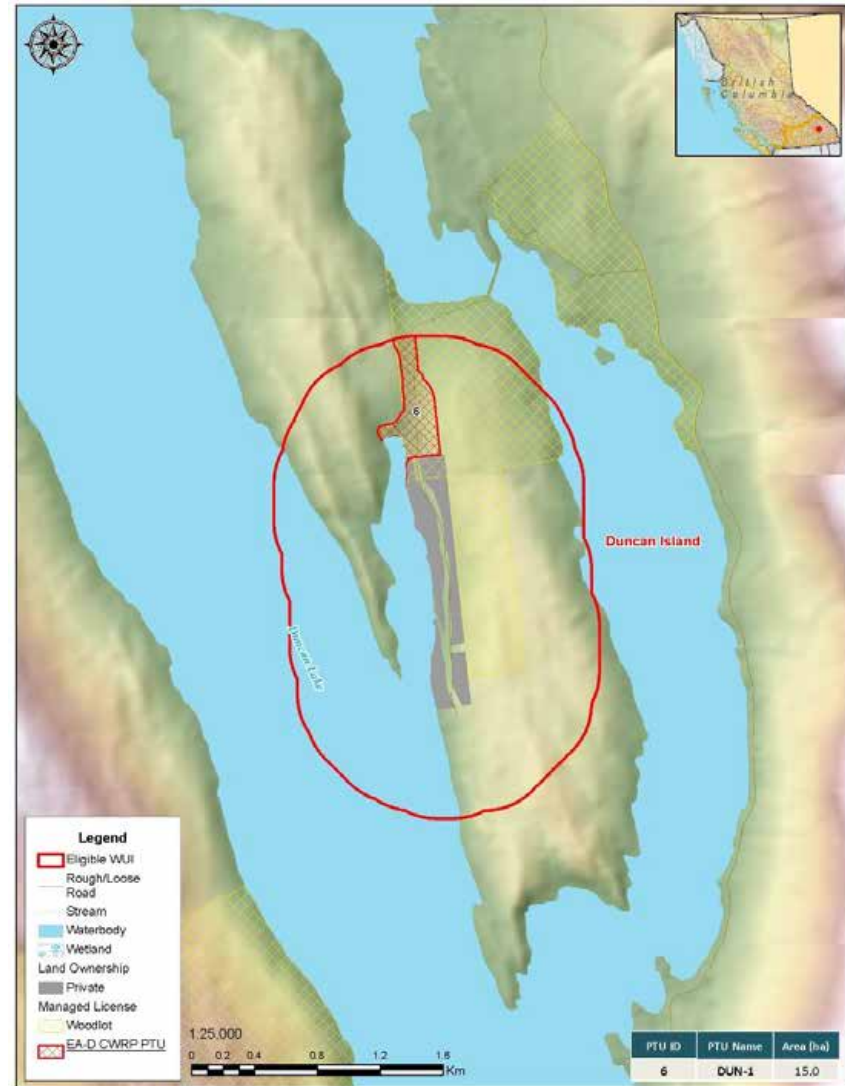 British
Columbia
6
Duncan Island
Duncan Lake
Legend
Eligible WUI
Rough/Loose
Road
Stream
Waterbody
Wetland
Land Ownership
Private
Managed License
Woodlot
EA-D CWRP PTU
1:25,000
0 0.2 0.4 0.8 1.2 1.6
Km
PTU ID PTU Name Area (ha)
6 DUN-1 15.0